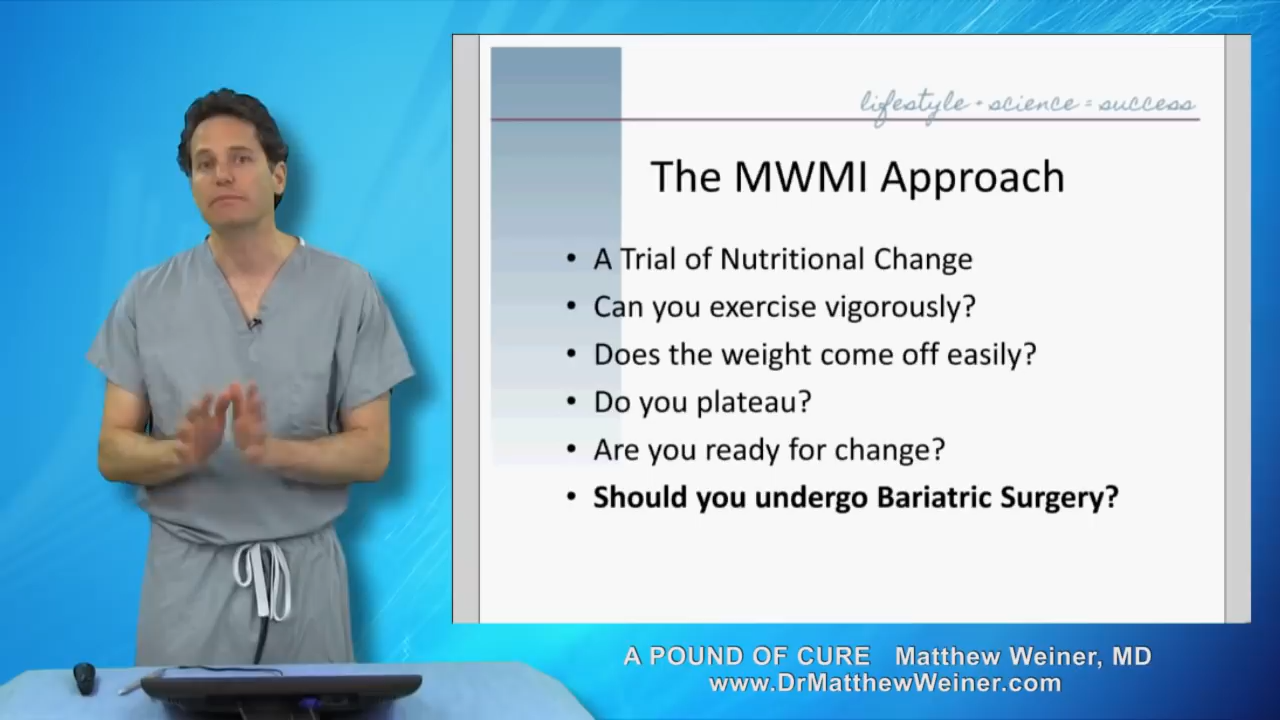 lifestyle + science = success
The MWMI Approach
• A Trial of Nutritional Change
• Can you exercise vigorously?
• Does the weight come off easily?
• Do you plateau?
• Are you ready for change?
• Should you undergo Bariatric Surgery?
A POUND OF CURE Matthew Weiner, MD
www.DrMatthewWeiner.com